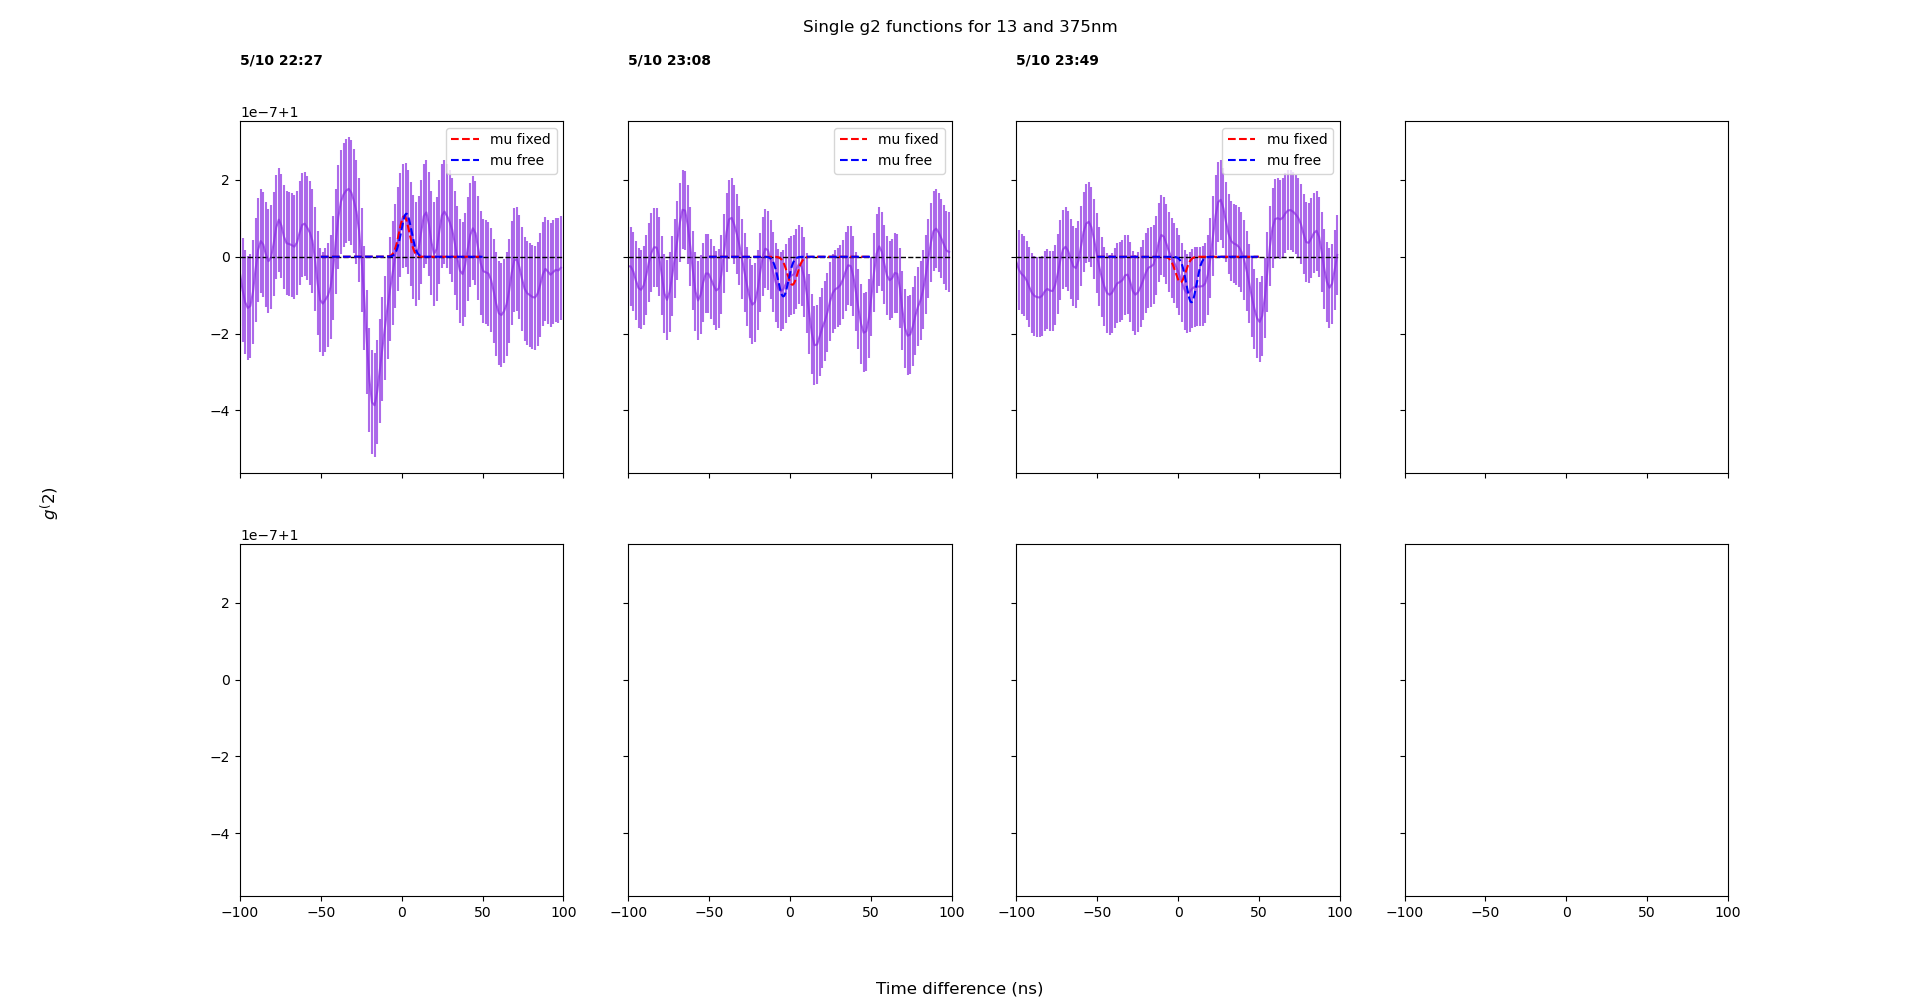 Single g2 functions for 13 and 375nm
5/10 22:27
5/10 23:08
5/10 23:49
1e−7+1
mu fixed
mu free
mu fixed
mu free
mu fixed
mu free
2
0
−2
−4
g⁽2)
1e−7+1
2
0
−2
−4
−100 −50 0 50 100
−100 −50 0 50 100
−100 −50 0 50 100
−100 −50 0 50 100
Time difference (ns)